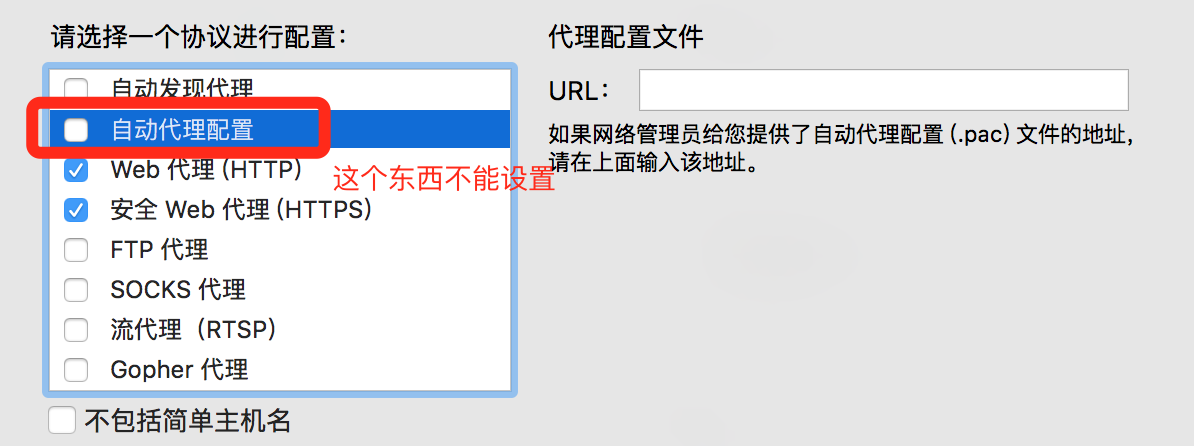 请选择一个协议进行配置：
自动发现代理
自动代理配置
Web 代理 (HTTP)
这个东西不能设置
安全 Web 代理 (HTTPS)
FTP 代理
SOCKS 代理
流代理（RTSP）
Gopher 代理
不包括简单主机名
代理配置文件
URL：
如果网络管理员给您提供了自动代理配置 (.pac) 文件的地址，
请在上面输入该地址。